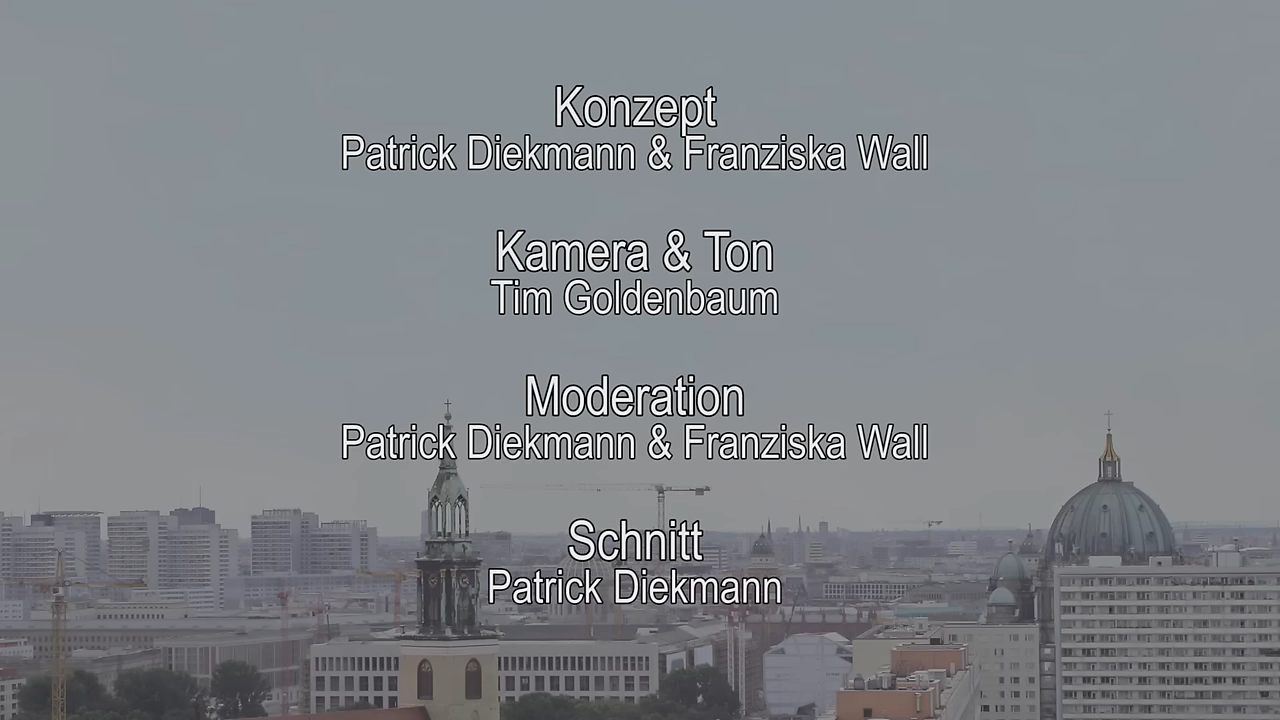 Konzept
Patrick Diekmann & Franziska Wall
Kamera & Ton
Tim Goldenbaum
Moderation
Patrick Diekmann & Franziska Wall
Schnitt
Patrick Diekmann